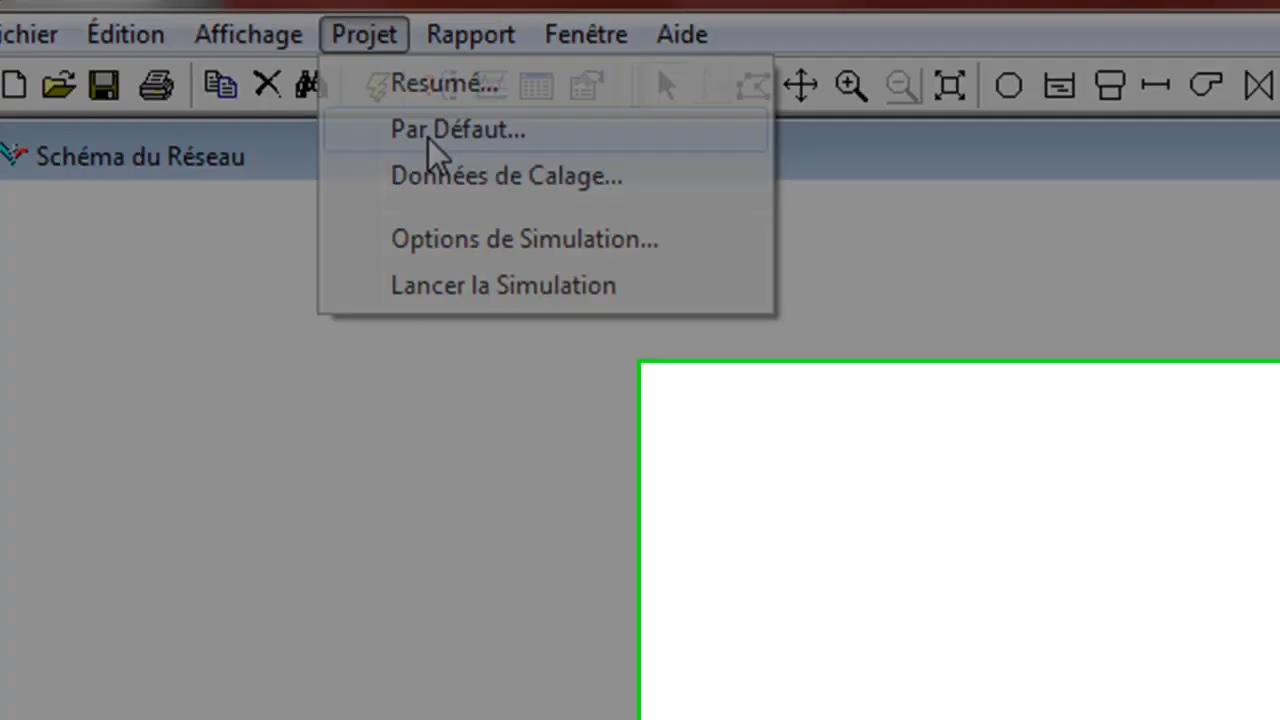 ichier Édition Affichage Projet Rapport Fenêtre Aide
Resumé...
Par Défaut...
Schéma du Réseau
Données de Calage...
Options de Simulation...
Lancer la Simulation